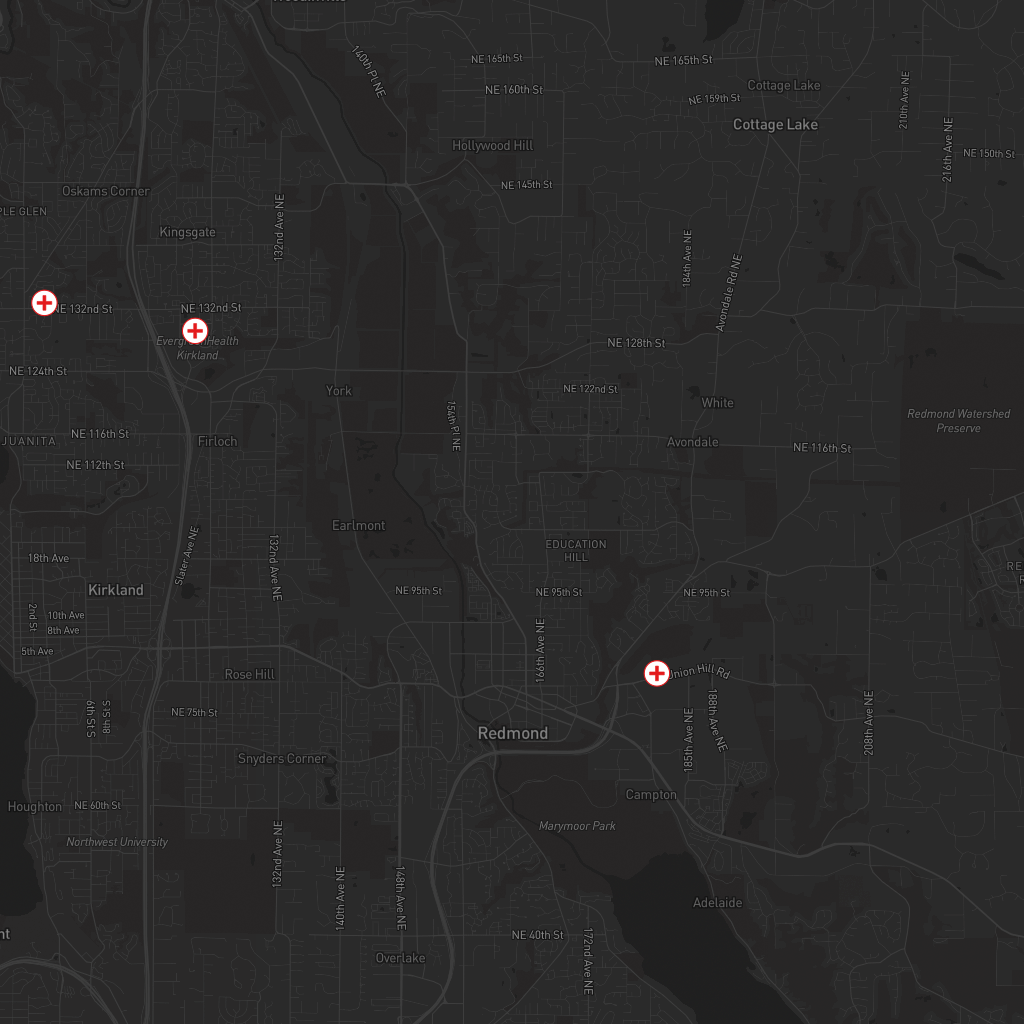 NE 165th St
NE 165th St
140th Pl NE
NE 160th St
Cottage Lake
NE 159th St
210th Ave NE
Cottage Lake
Hollywood Hill
216th Ave NE
NE 150th St
NE 145th St
Oskams Corner
PLE GLEN
132nd Ave NE
Kingsgate
184th Ave NE
Avondale Rd NE
NE 132nd St
NE 132nd St
EvergreenHealth
Kirkland
NE 128th St
NE 124th St
York
NE 122nd St
White
154th Pl NE
Redmond Watershed
Preserve
JUANITA
NE 116th St
Firloch
Avondale
NE 116th St
NE 112th St
Earlmont
EDUCATION
HILL
18th Ave
Slater Ave NE
132nd Ave NE
RE
R
Kirkland
NE 95th St
NE 95th St
NE 95th St
2nd St
10th Ave
8th Ave
5th Ave
166th Ave NE
Rose Hill
Union Hill Rd
6th St S
8th St S
NE 75th St
188th Ave NE
185th Ave NE
208th Ave NE
Redmond
Snyders Corner
Campton
Houghton
NE 60th St
Marymoor Park
Northwest University
132nd Ave NE
140th Ave NE
148th Ave NE
Adelaide
nt
NE 40th St
172nd Ave NE
Overlake